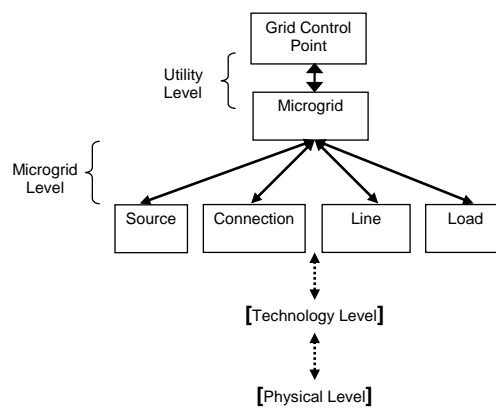 Grid Control
Point
Utility
Level
Microgrid
Microgrid
Level
Source
Connection
Line
Load
[Technology Level]
[Physical Level]